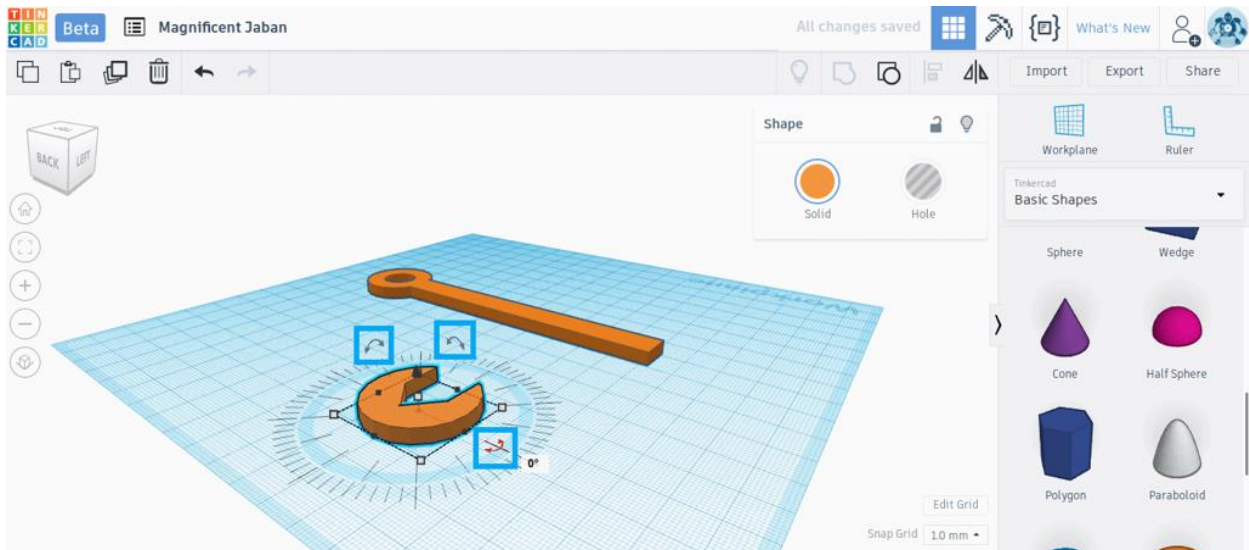 TIN
KER
CAD
Beta
Magnificent Jaban
All changes saved
What's New
Import
Export
Share
BACK
LEFT
Shape
Solid
Hole
Workplane
Ruler
Tinkercad
Basic Shapes
Sphere
Wedge
Cone
Half Sphere
Polygon
Paraboloid
0°
Edit Grid
Snap Grid 1.0 mm